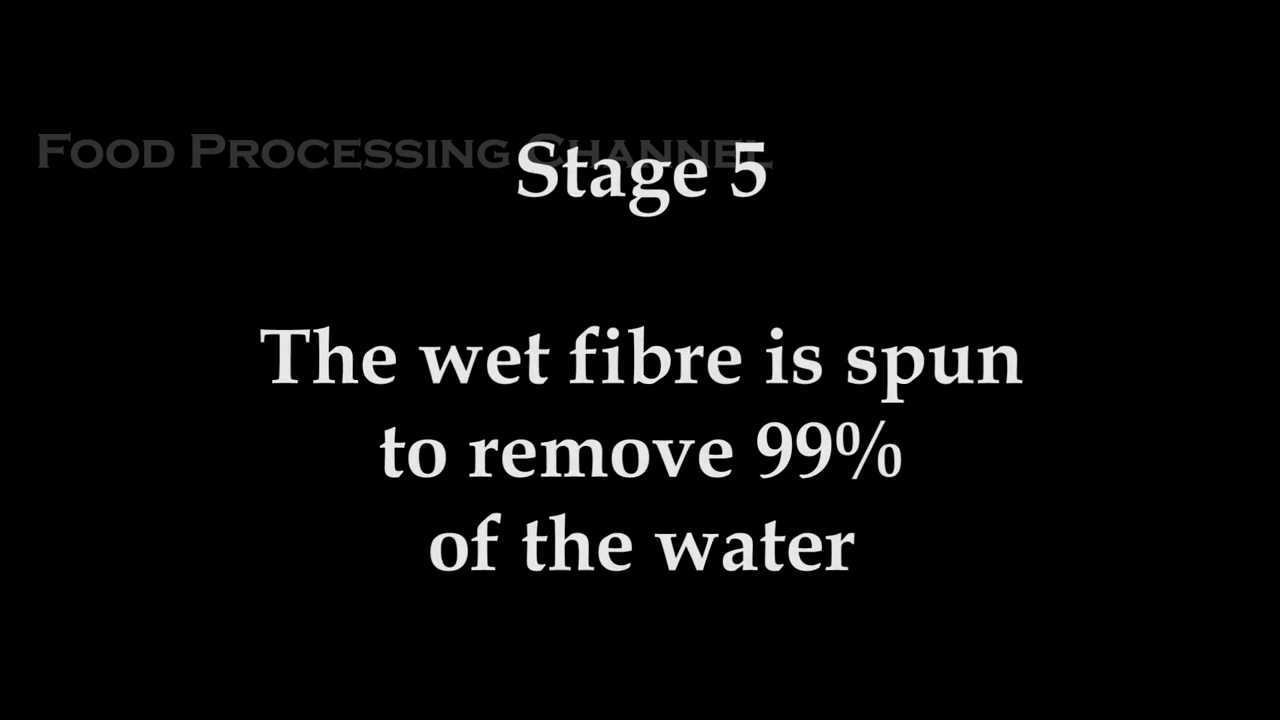 Food Processing Channel
Stage 5
The wet fibre is spun
to remove 99%
of the water